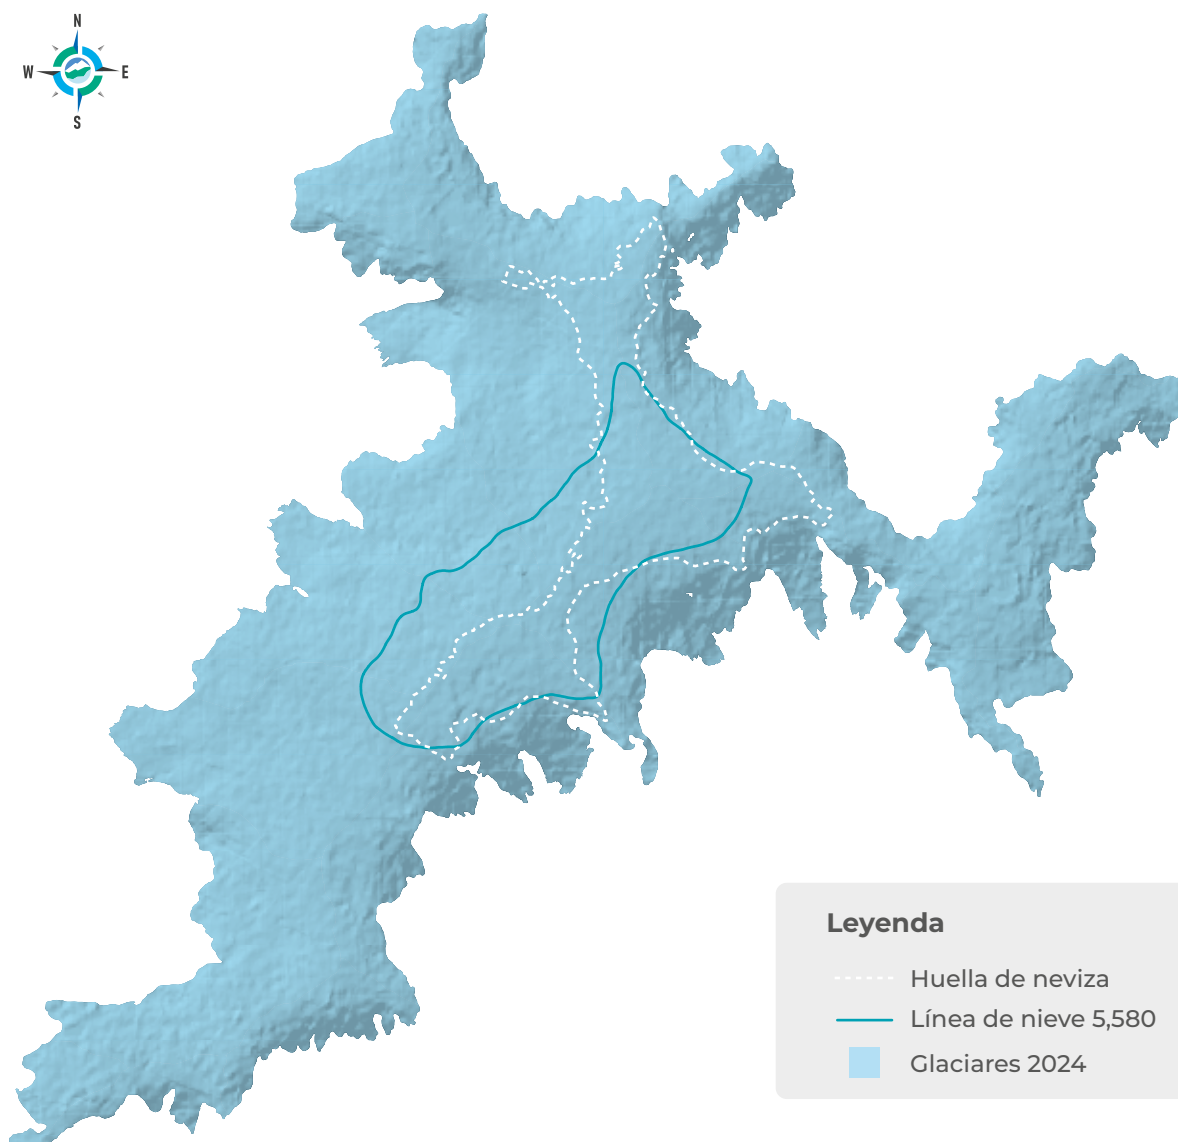 N
W E
S
Leyenda
Huella de neviza
Línea de nieve 5,580
Glaciares 2024